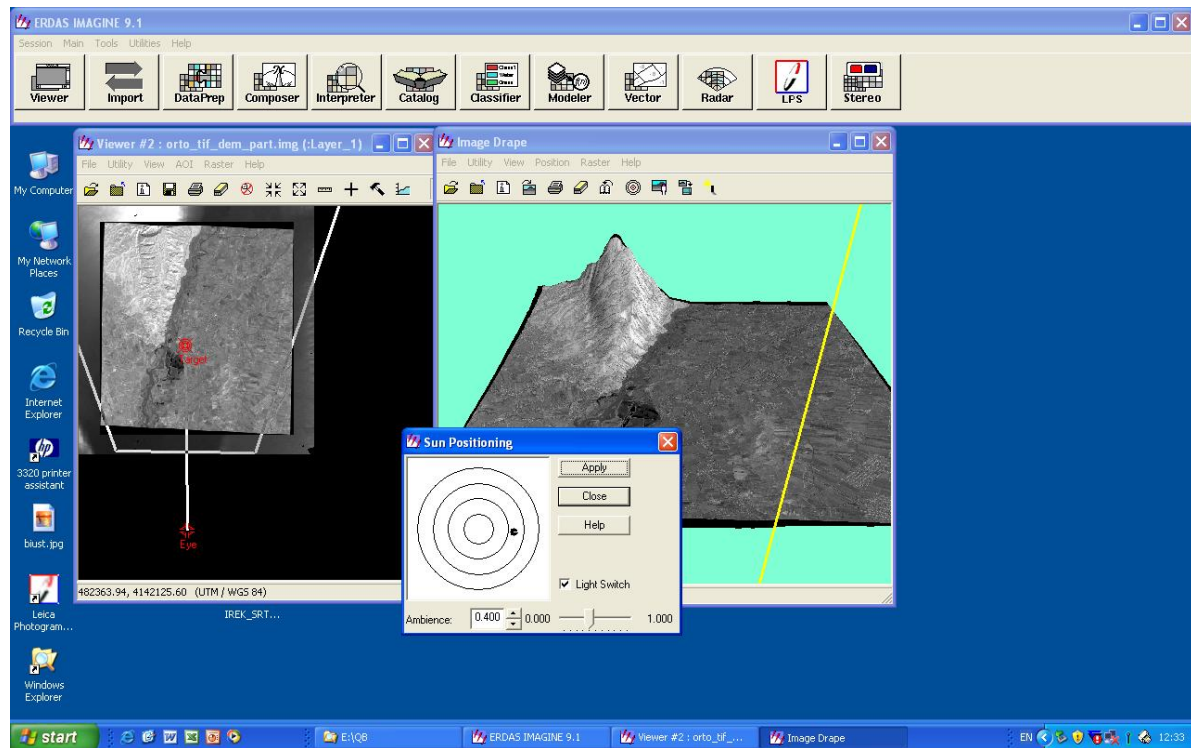 ERDAS IMAGINE 9.1
Session Main Tools Utilities Help
Viewer Import DataPrep Composer Interpreter Catalog Classifier Modeler Vector Radar LPS Stereo
My Computer
My Network Places
Recycle Bin
Internet Explorer
3320 printer assistant
biust.jpg
Leica Photogram...
Windows Explorer
Viewer #2 : orto_tif_dem_part.img (:Layer_1)
File Utility View AOI Raster Help
Target
Eye
482363.94, 4142125.60 (UTM / WGS 84)
IREK_SRT...
Image Drape
File Utility View Position Raster Help
Sun Positioning
Apply
Close
Help
Light Switch
Ambience: 0.400 0.000 1.000
start E:\QB ERDAS IMAGINE 9.1 Viewer #2 : orto_tif_... Image Drape EN 12:33